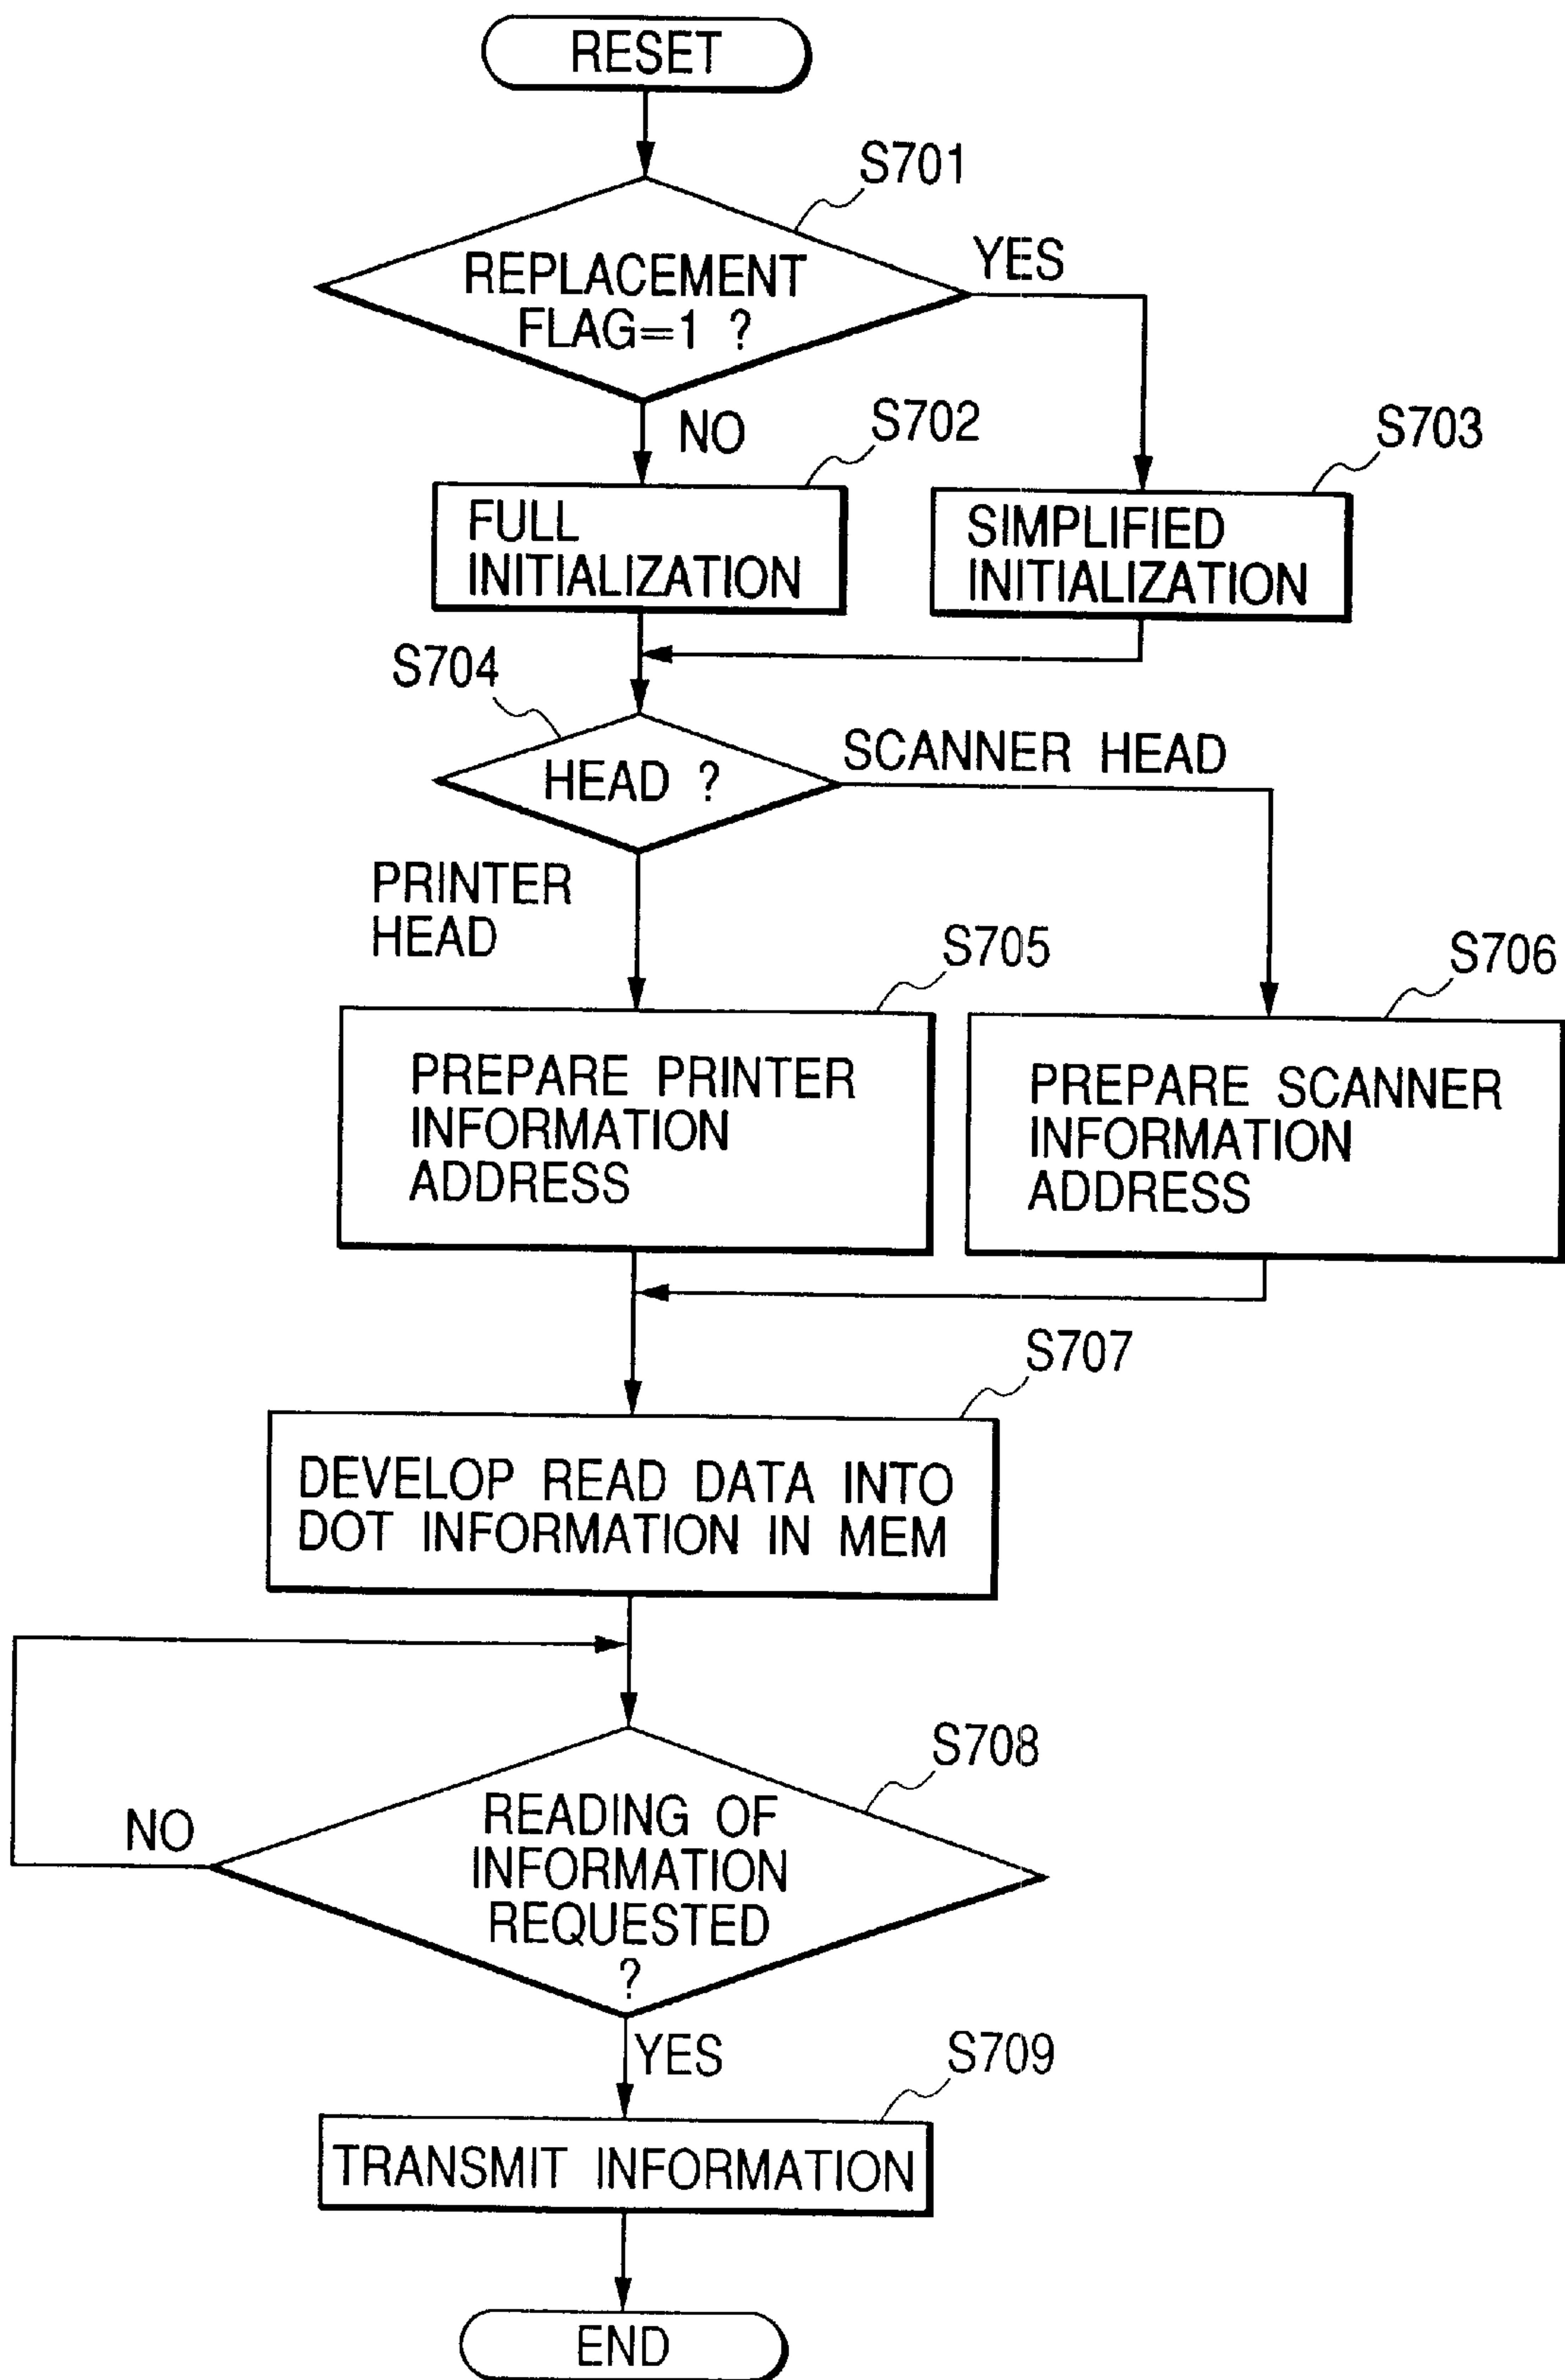 RESET
S701
REPLACEMENT
FLAG=1 ?
YES
NO
S702
S703
FULL
INITIALIZATION
SIMPLIFIED
INITIALIZATION
S704
HEAD ?
SCANNER HEAD
PRINTER
HEAD
S705
S706
PREPARE PRINTER
INFORMATION
ADDRESS
PREPARE SCANNER
INFORMATION
ADDRESS
S707
DEVELOP READ DATA INTO
DOT INFORMATION IN MEM
S708
NO
READING OF
INFORMATION
REQUESTED
?
YES
S709
TRANSMIT INFORMATION
END